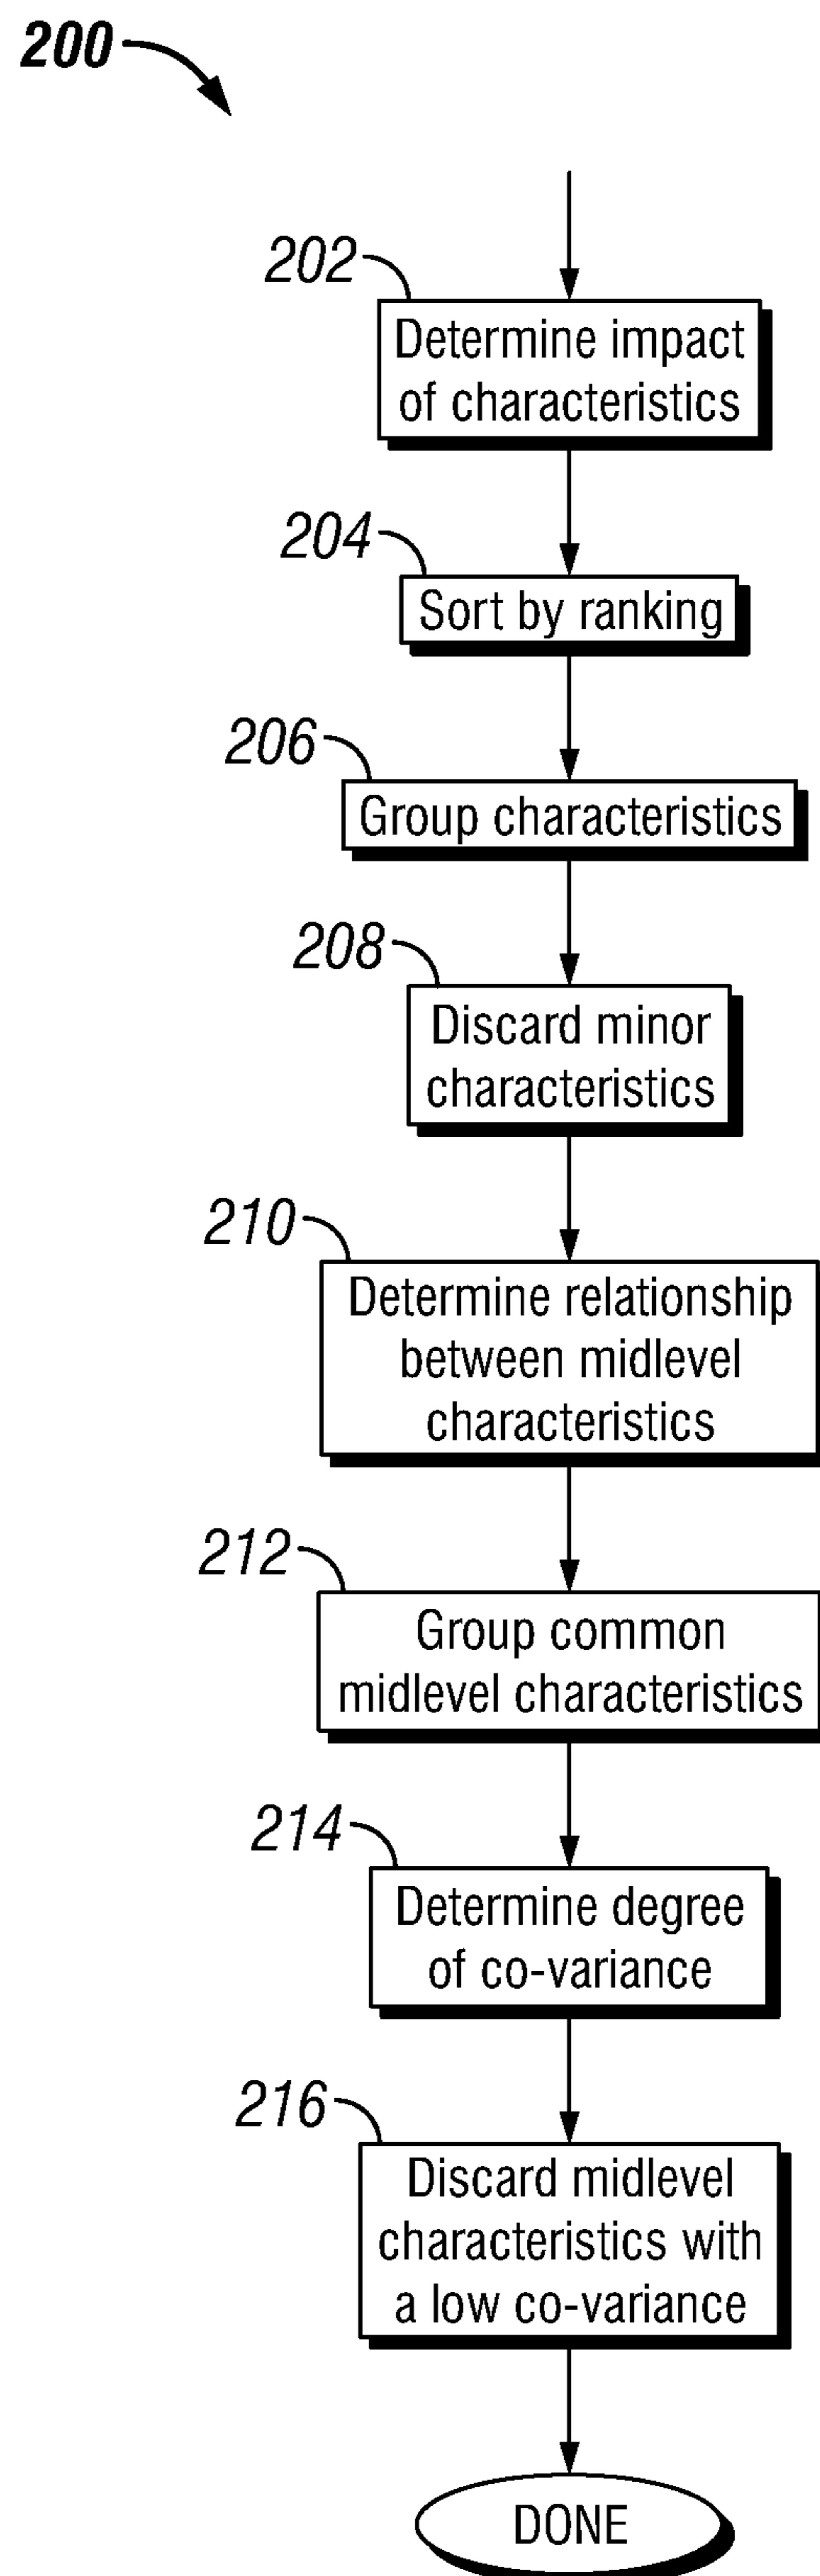 200
202
Determine impact
of characteristics
204
Sort by ranking
206
Group characteristics
208
Discard minor
characteristics
210
Determine relationship
between midlevel
characteristics
212
Group common
midlevel characteristics
214
Determine degree
of co-variance
216
Discard midlevel
characteristics with
a low co-variance
DONE